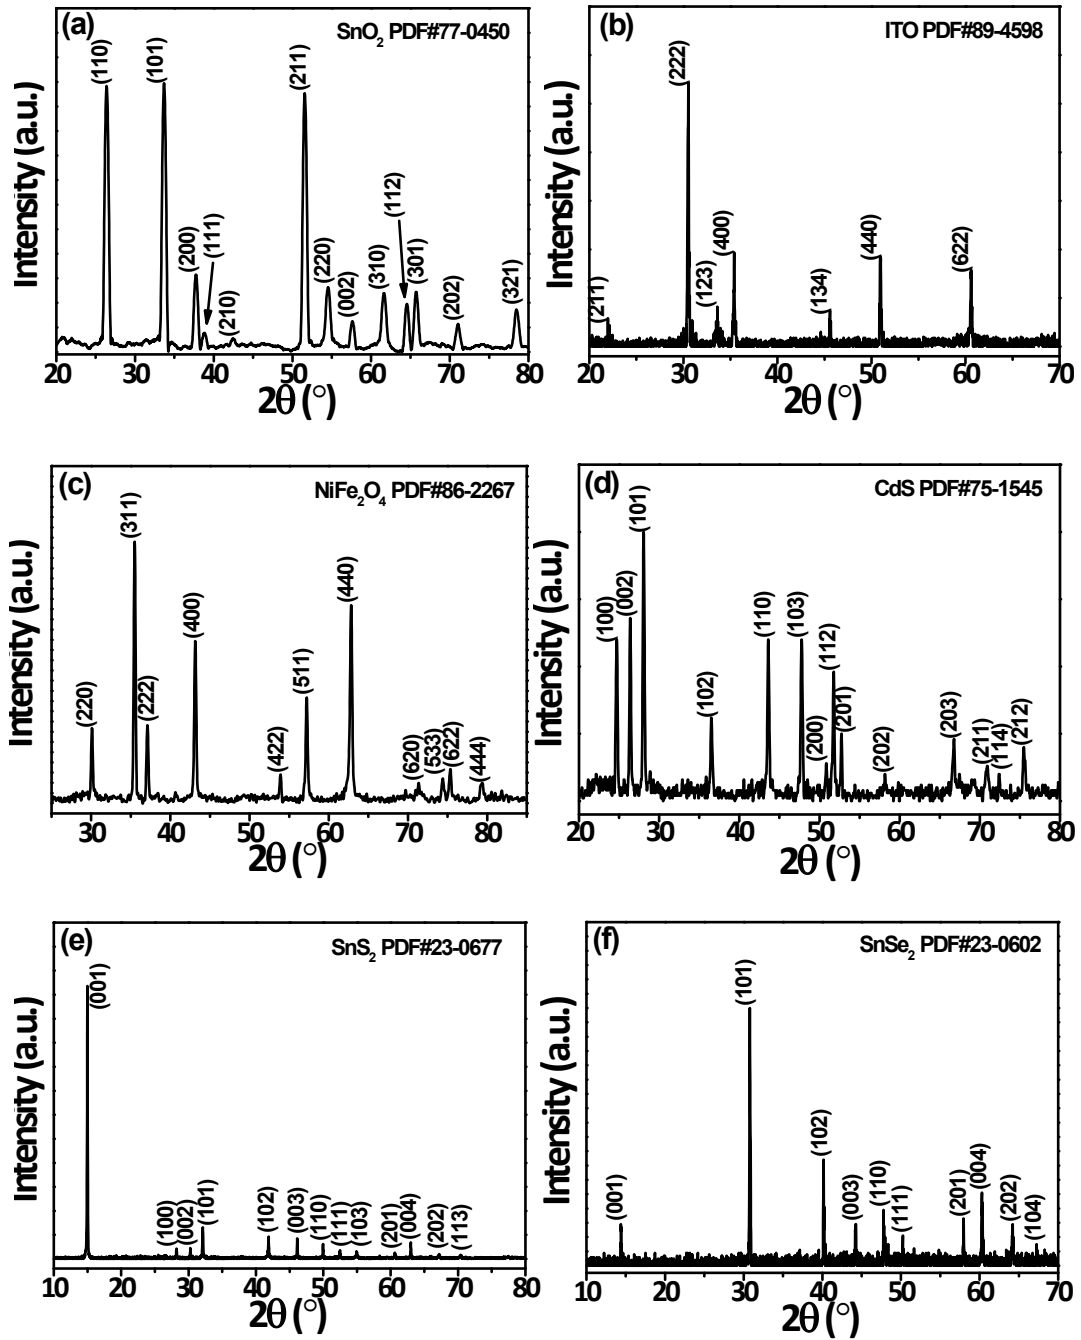 (a)
SnO₂ PDF#77-0450
Intensity (a.u.)
(110)
(101)
(200)
(111)
(210)
(211)
(220)
(002)
(310)
(112)
(301)
(202)
(321)
20 30 40 50 60 70 80
2θ (°)
(b)
ITO PDF#89-4598
Intensity (a.u.)
(211)
(222)
(123)
(400)
(134)
(440)
(622)
20 30 40 50 60 70
2θ (°)
(c)
NiFe₂O₄ PDF#86-2267
Intensity (a.u.)
(220)
(311)
(222)
(400)
(422)
(511)
(440)
(620)
(533)
(622)
(444)
30 40 50 60 70 80
2θ (°)
(d)
CdS PDF#75-1545
Intensity (a.u.)
(100)
(002)
(101)
(102)
(110)
(103)
(200)
(112)
(201)
(202)
(203)
(211)
(114)
(212)
20 30 40 50 60 70 80
2θ (°)
(e)
SnS₂ PDF#23-0677
Intensity (a.u.)
(001)
(100)
(002)
(101)
(102)
(003)
(110)
(111)
(103)
(201)
(004)
(202)
(113)
10 20 30 40 50 60 70 80
2θ (°)
(f)
SnSe₂ PDF#23-0602
Intensity (a.u.)
(001)
(101)
(102)
(003)
(110)
(111)
(201)
(004)
(202)
(104)
10 20 30 40 50 60 70
2θ (°)